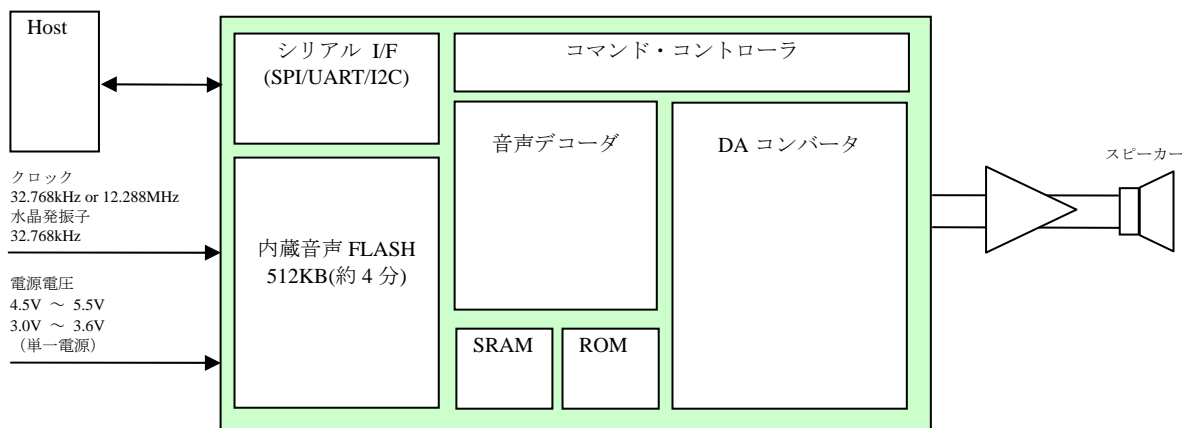 Host
シリアル I/F
(SPI/UART/I2C)
コマンド・コントローラ
音声デコーダ
DA コンバータ
スピーカー
クロック
32.768kHz or 12.288MHz
水晶発振子
32.768kHz
内蔵音声 FLASH
512KB(約 4 分)
電源電圧
4.5V ～ 5.5V
3.0V ～ 3.6V
（単一電源）
SRAM
ROM